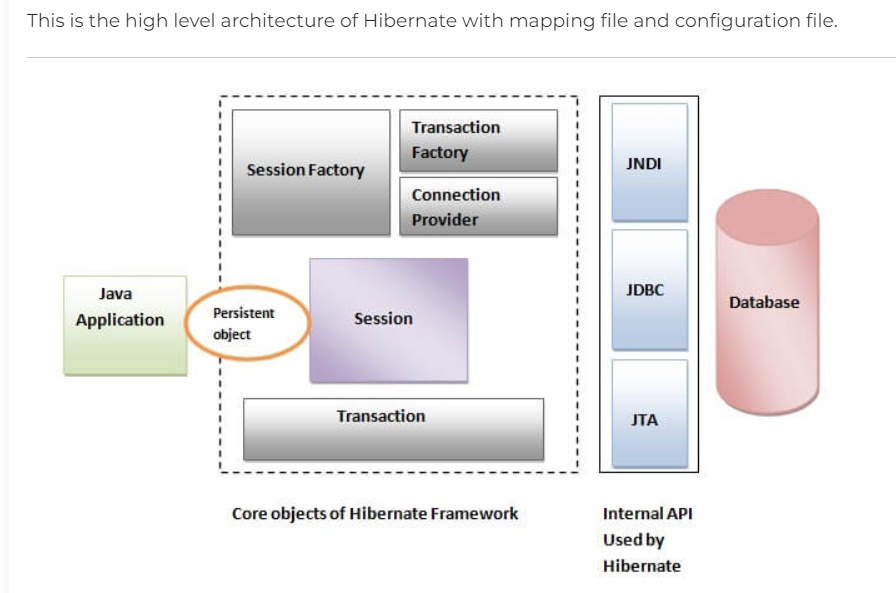 This is the high level architecture of Hibernate with mapping file and configuration file.
Session Factory
Transaction
Factory
Connection
Provider
JNDI
Java
Application
Persistent
object
Session
JDBC
Database
Transaction
JTA
Core objects of Hibernate Framework
Internal API
Used by
Hibernate